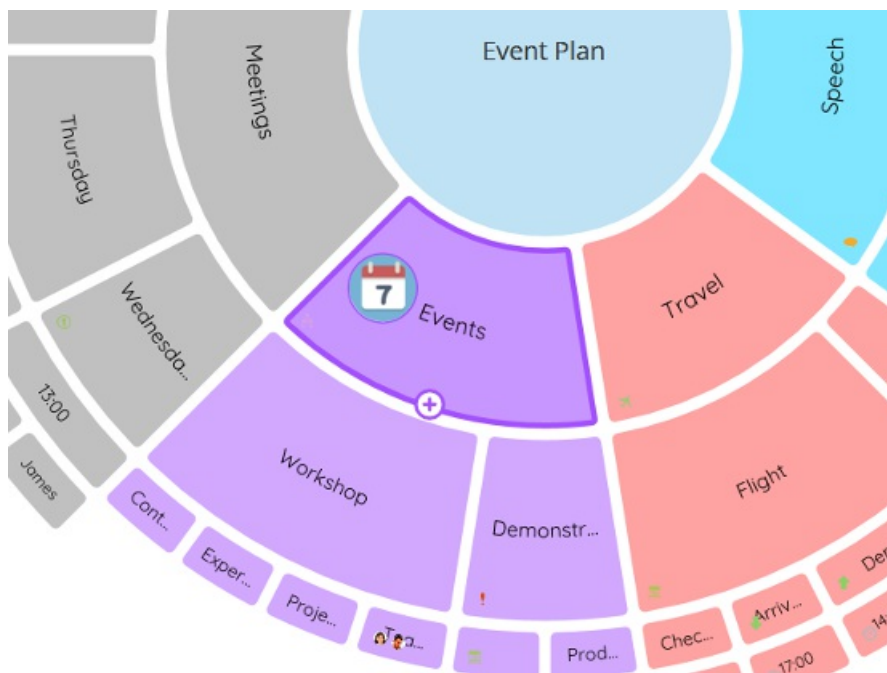 Event Plan
Speech
Meetings
Thursday
Wednesda...
13:00
James
7
Events
Travel
Workshop
Demonstr...
Flight
Cont...
Exper...
Proje...
Prod...
Chec...
Arriv...
17:00